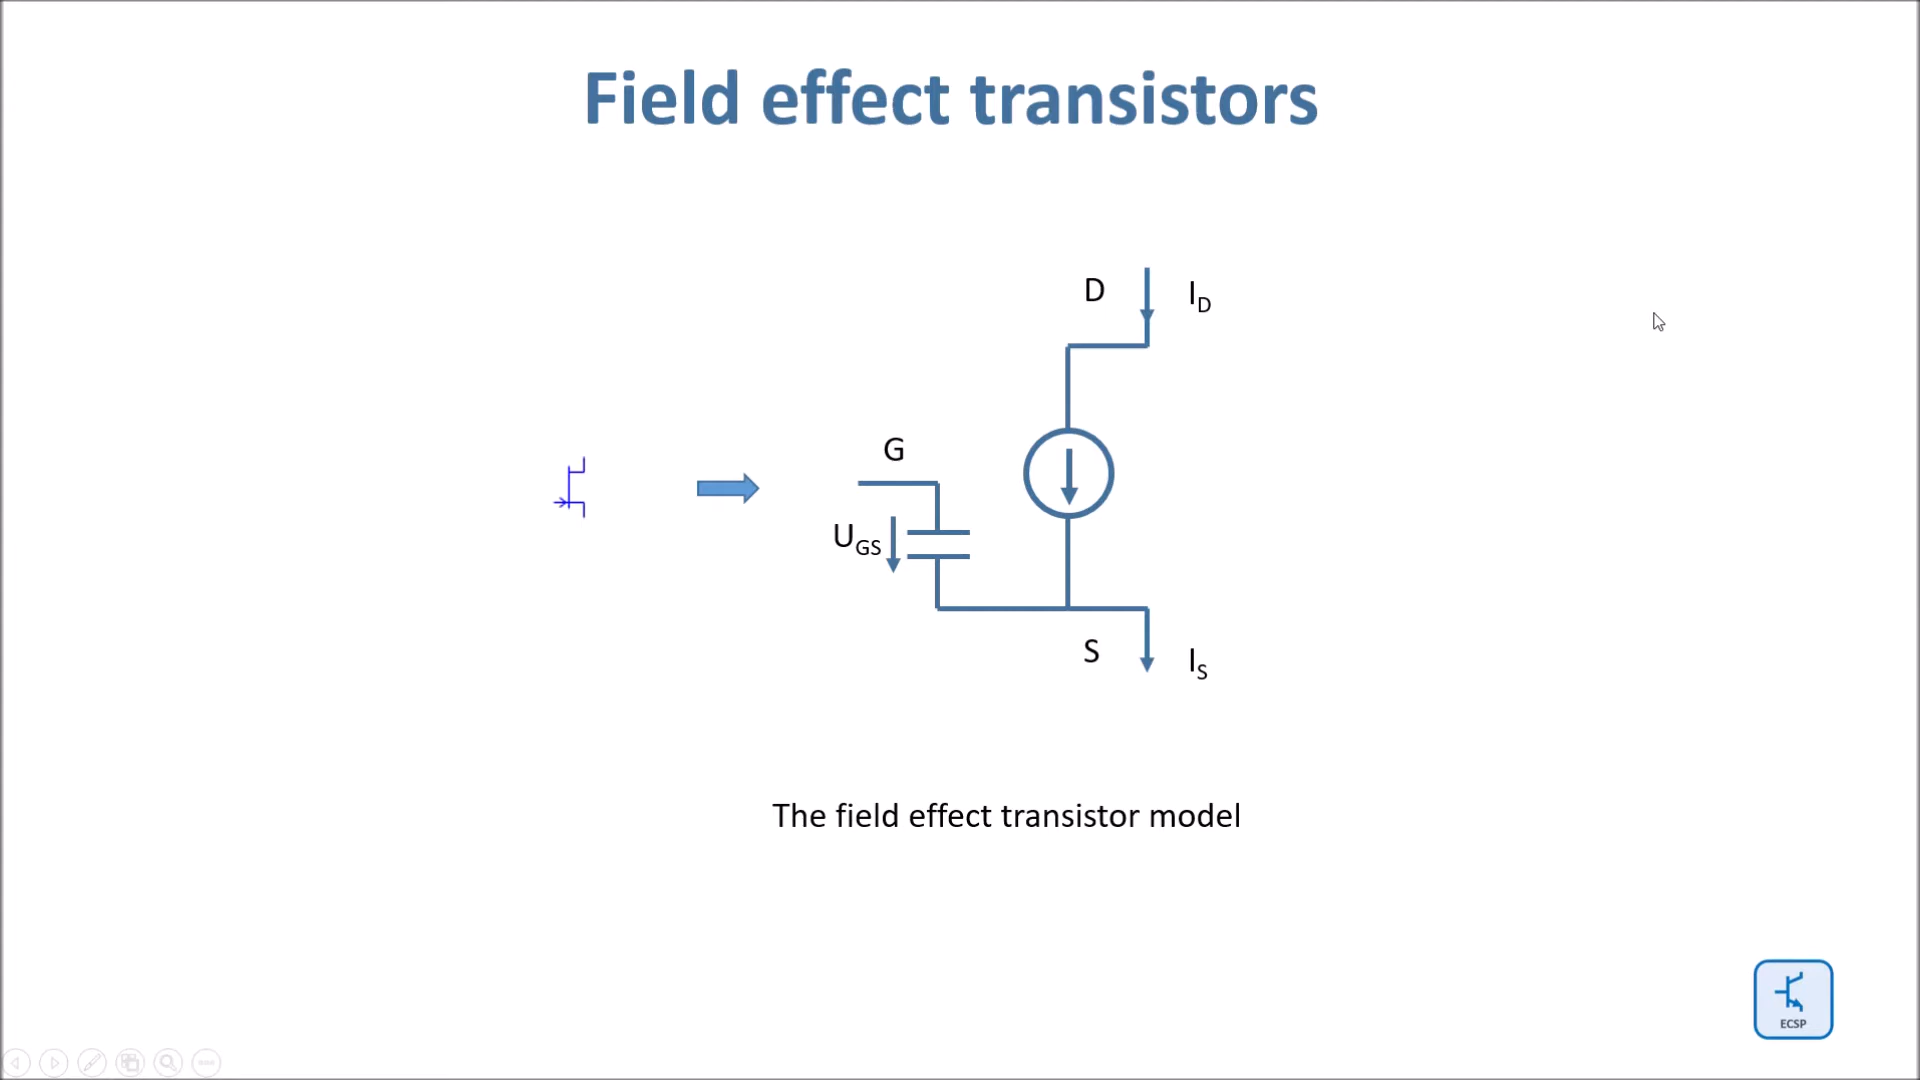 Field effect transistors
D
I_D
G
U_GS
S
I_S
The field effect transistor model
ECSP